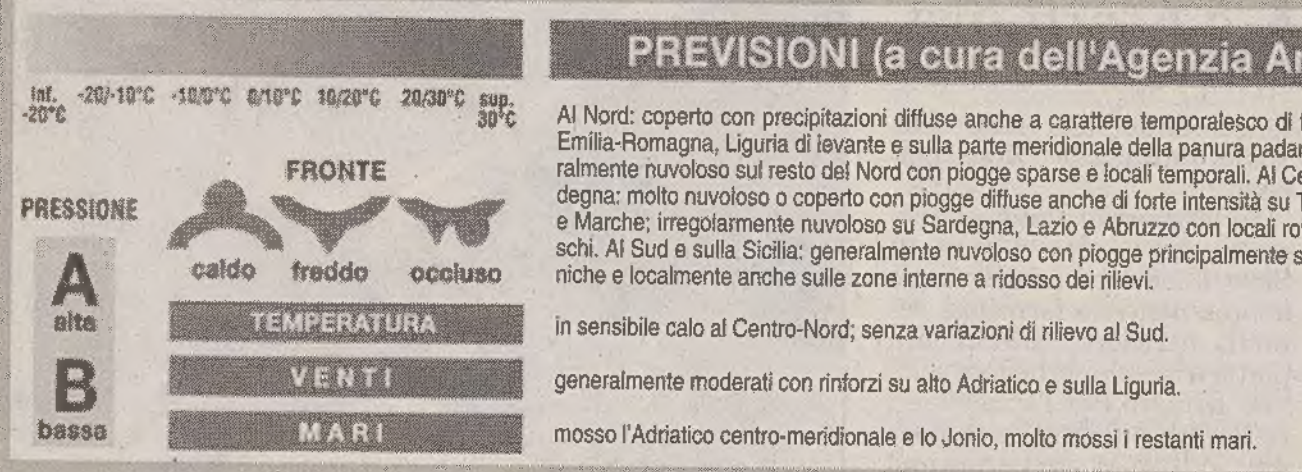 PREVISIONI (a cura dell'Agenzia
Inf. -20°C -20/-10°C -10/0°C 0/10°C 10/20°C 20/30°C sup. 30°C
PRESSIONE
A
alta
B
bassa
FRONTE
caldo freddo occluso
Al Nord: coperto con precipitazioni diffuse anche a carattere temporalesco di
Emilia-Romagna, Liguria di levante e sulla parte meridionale della panura
ralmente nuvoloso sul resto del Nord con piogge sparse e locali temporali. Al
degna: molto nuvoloso o coperto con piogge diffuse anche di forte intensità su
e Marche; irregolarmente nuvoloso su Sardegna, Lazio e Abruzzo con locali
schi. Al Sud e sulla Sicilia: generalmente nuvoloso con piogge principalmente
niche e localmente anche sulle zone interne a ridosso dei rilievi.
TEMPERATURA
in sensibile calo al Centro-Nord; senza variazioni di rilievo al Sud.
VENTI
generalmente moderati con rinforzi su alto Adriatico e sulla Liguria.
MARI
mosso l'Adriatico centro-meridionale e lo Jonio, molto mossi i restanti mari.